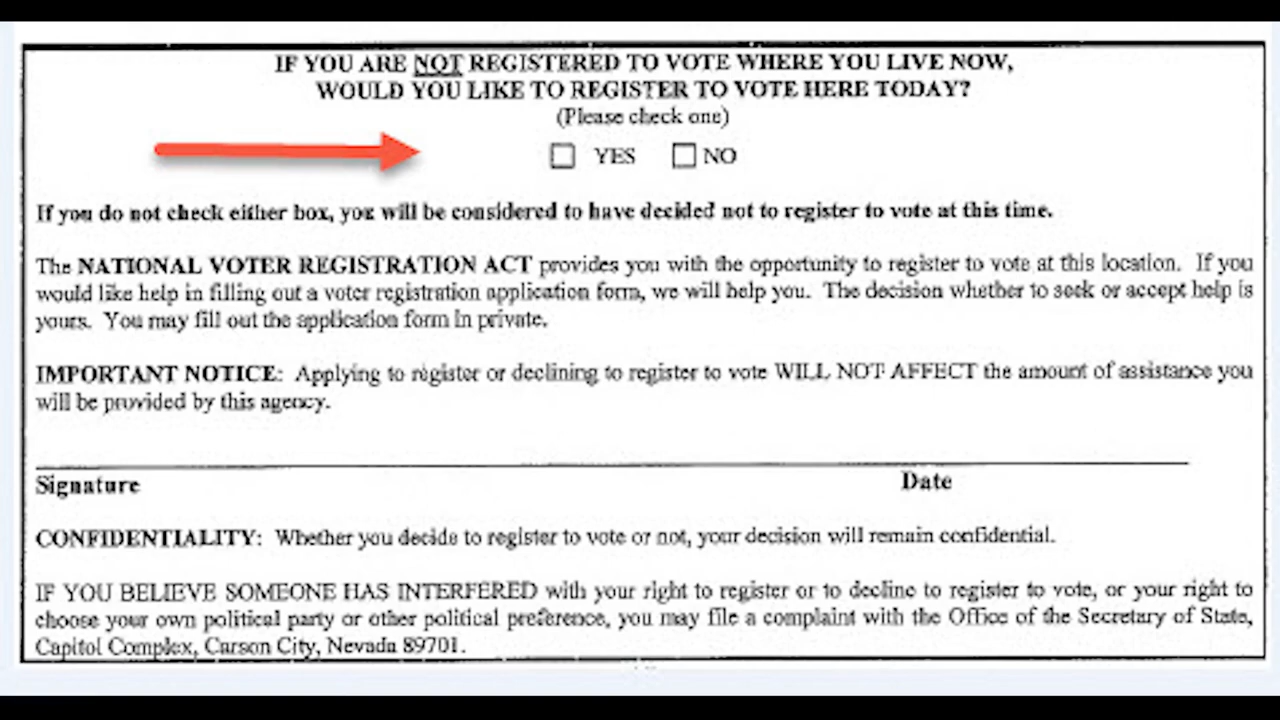 IF YOU ARE NOT REGISTERED TO VOTE WHERE YOU LIVE NOW,
WOULD YOU LIKE TO REGISTER TO VOTE HERE TODAY?
(Please check one)
YES NO
If you do not check either box, you will be considered to have decided not to register to vote at this time.
The NATIONAL VOTER REGISTRATION ACT provides you with the opportunity to register to vote at this location. If you
would like help in filling out a voter registration application form, we will help you. The decision whether to seek or accept help is
yours. You may fill out the application form in private.
IMPORTANT NOTICE: Applying to register or declining to register to vote WILL NOT AFFECT the amount of assistance you
will be provided by this agency.
Signature Date
CONFIDENTIALITY: Whether you decide to register to vote or not, your decision will remain confidential.
IF YOU BELIEVE SOMEONE HAS INTERFERED with your right to register or to decline to register to vote, or your right to
choose your own political party or other political preference, you may file a complaint with the Office of the Secretary of State,
Capitol Complex, Carson City, Nevada 89701.